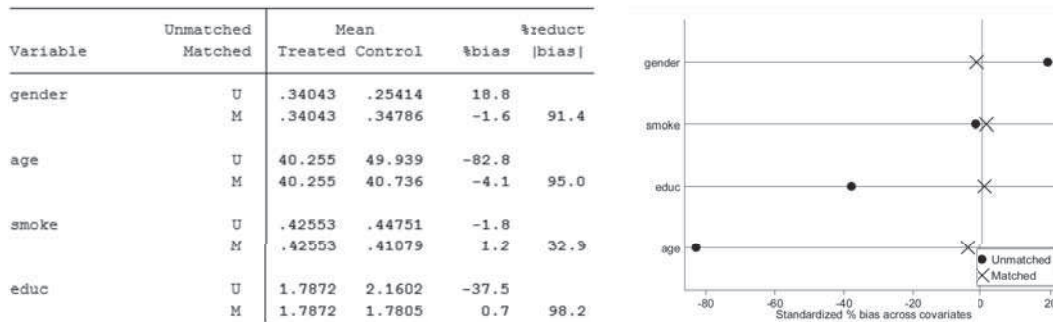 Unmatched Mean %reduct
Variable Matched Treated Control %bias |bias|
gender U .34043 .25414 18.8
M .34043 .34786 -1.6 91.4
age U 40.255 49.939 -82.8
M 40.255 40.736 -4.1 95.0
smoke U .42553 .44751 -1.8
M .42553 .41079 1.2 32.9
educ U 1.7872 2.1602 -37.5
M 1.7872 1.7805 0.7 98.2
gender
smoke
educ
age
Unmatched
Matched
-80 -60 -40 -20 0 20
Standardized % bias across covariates